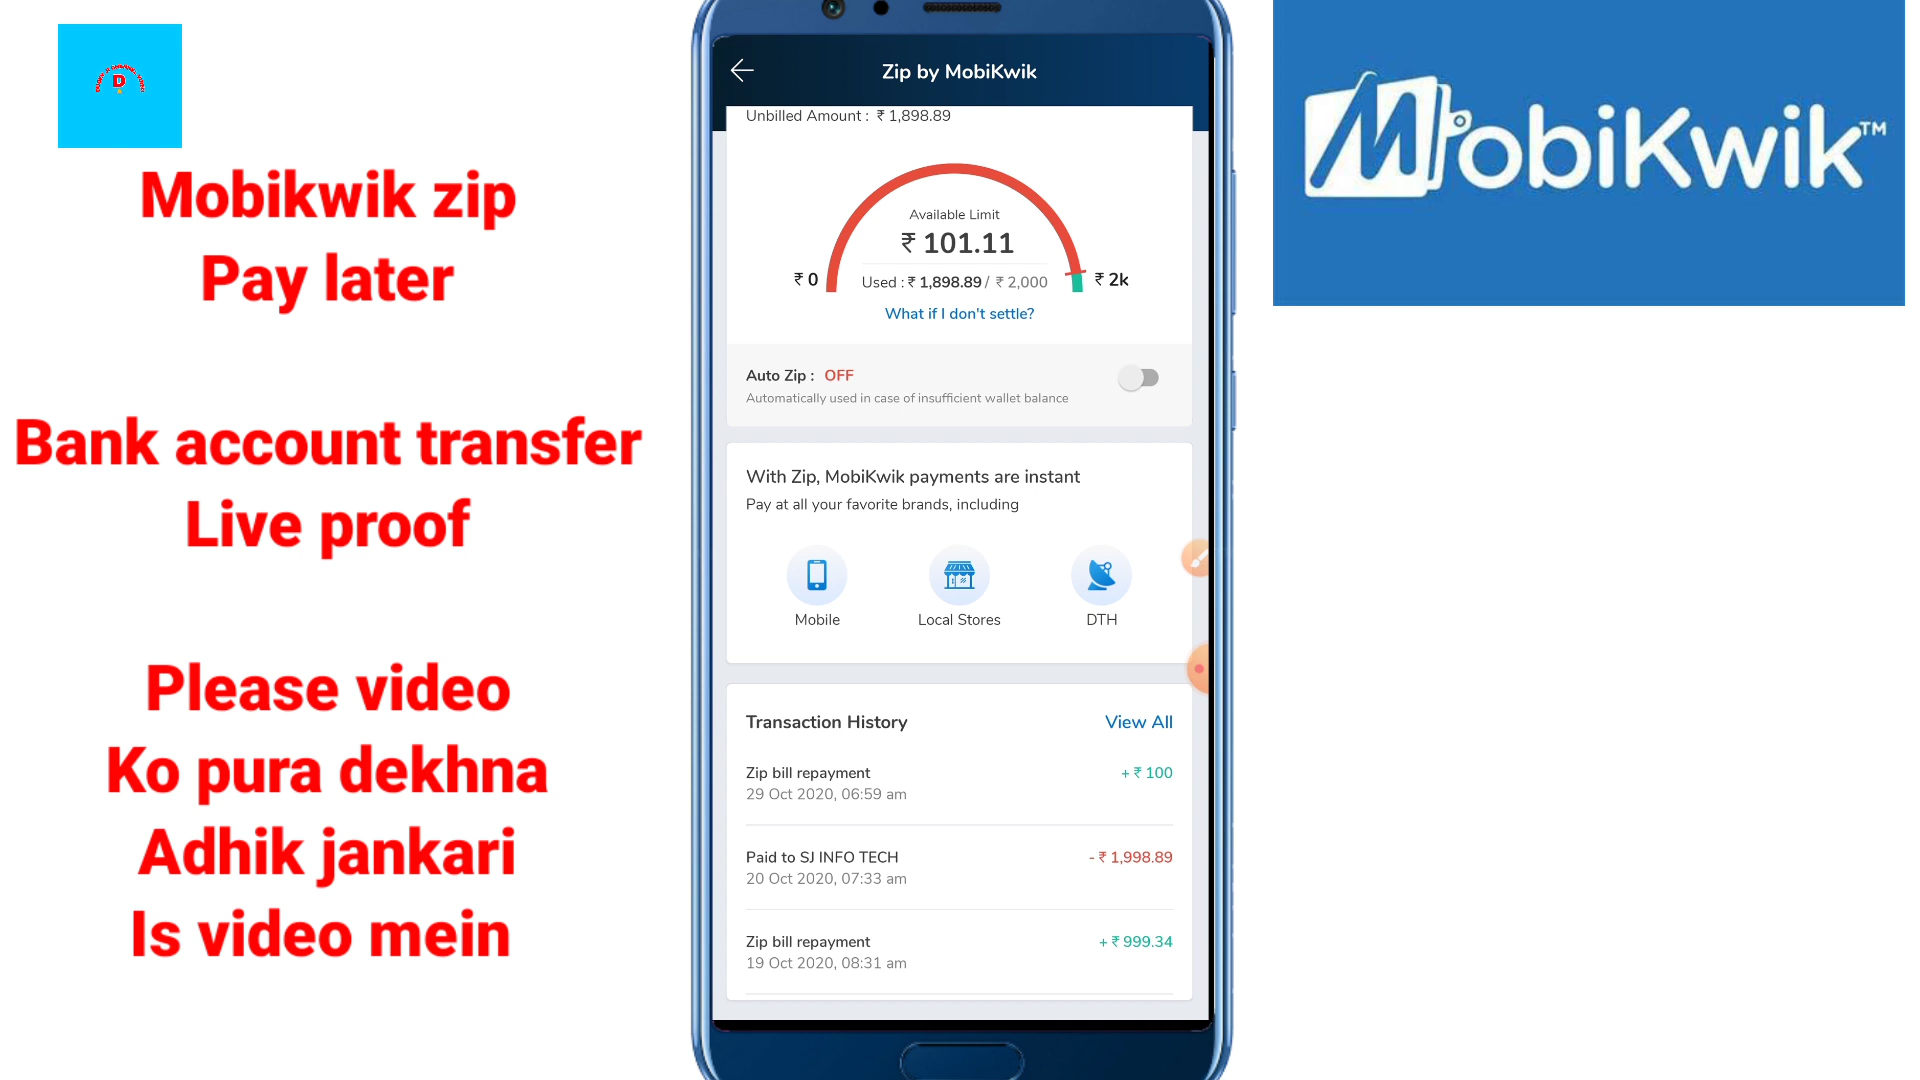 D
Mobikwik zip
Pay later
Bank account transfer
Live proof
Please video
Ko pura dekhna
Adhik jankari
Is video mein
Zip by MobiKwik
Unbilled Amount : ₹ 1,898.89
Available Limit
₹ 101.11
₹ 0
Used : ₹ 1,898.89 / ₹ 2,000
₹ 2k
What if I don't settle?
Auto Zip : OFF
Automatically used in case of insufficient wallet balance
With Zip, MobiKwik payments are instant
Pay at all your favorite brands, including
Mobile
Local Stores
DTH
Transaction History
View All
Zip bill repayment
+ ₹ 100
29 Oct 2020, 06:59 am
Paid to SJ INFO TECH
- ₹ 1,998.89
20 Oct 2020, 07:33 am
Zip bill repayment
+ ₹ 999.34
19 Oct 2020, 08:31 am
MobiKwik™